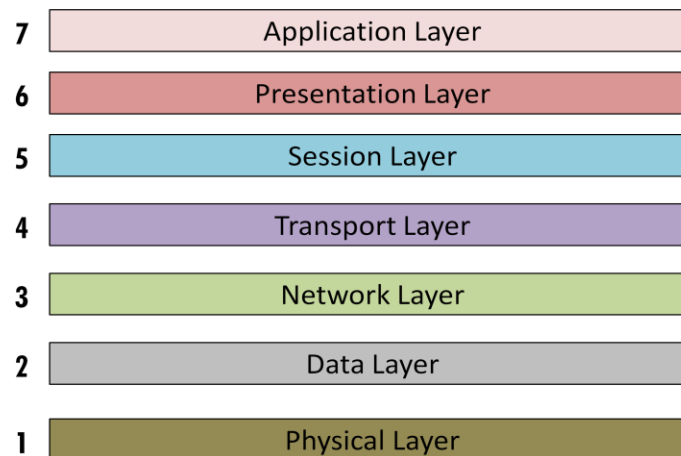 7 Application Layer
6 Presentation Layer
5 Session Layer
4 Transport Layer
3 Network Layer
2 Data Layer
1 Physical Layer